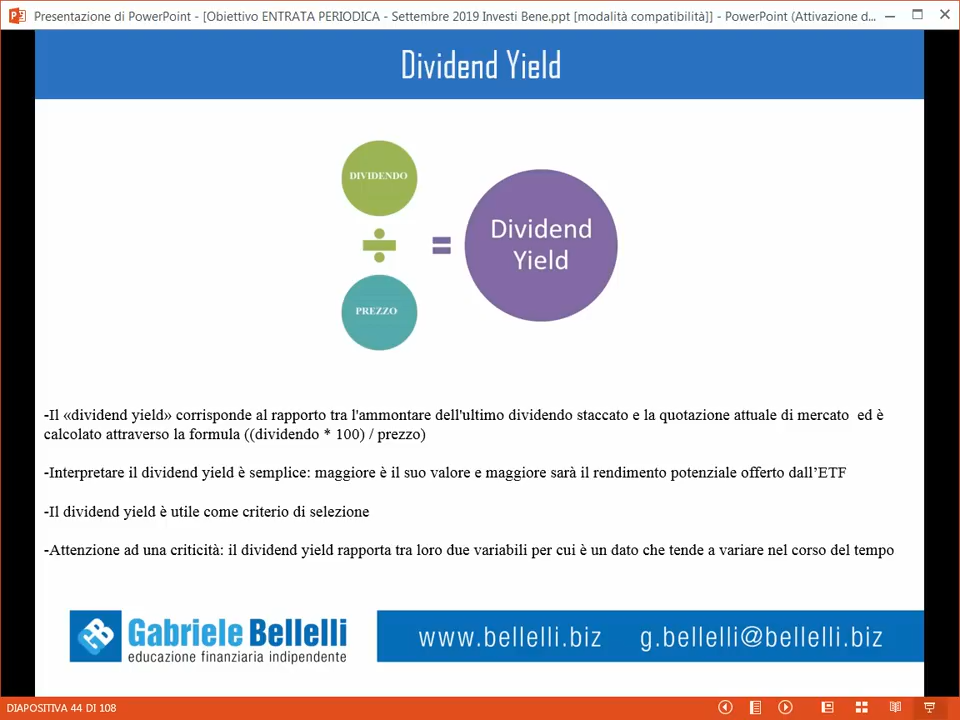 Presentazione di PowerPoint - [Obiettivo ENTRATA PERIODICA - Settembre 2019 Investi Bene.ppt [modalità compatibilità]] - PowerPoint (Attivazione d...
Dividend Yield
DIVIDENDO
÷
=
Dividend
Yield
PREZZO
-Il «dividend yield» corrisponde al rapporto tra l'ammontare dell'ultimo dividendo staccato e la quotazione attuale di mercato ed è
calcolato attraverso la formula ((dividendo * 100) / prezzo)
-Interpretare il dividend yield è semplice: maggiore è il suo valore e maggiore sarà il rendimento potenziale offerto dall’ETF
-Il dividend yield è utile come criterio di selezione
-Attenzione ad una criticità: il dividend yield rapporta tra loro due variabili per cui è un dato che tende a variare nel corso del tempo
Gabriele Bellelli
educazione finanziaria indipendente
www.bellelli.biz g.bellelli@bellelli.biz
DIAPOSITIVA 44 DI 108